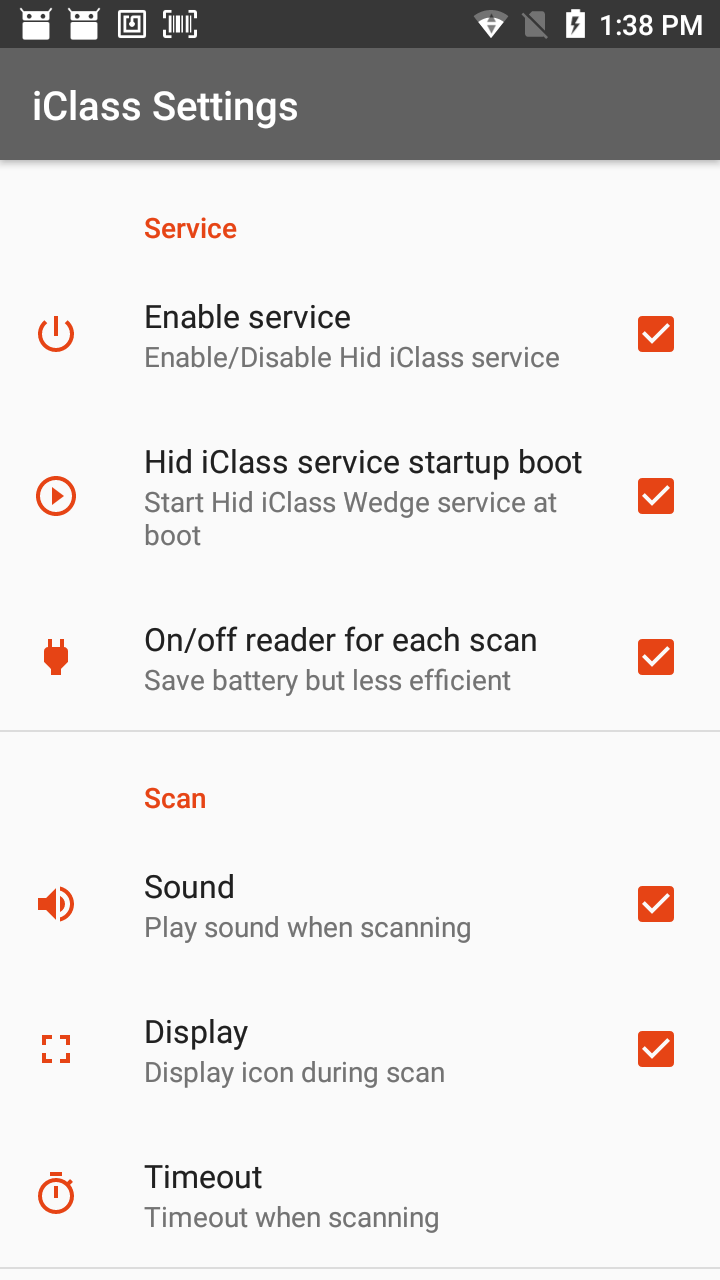 1:38 PM
iClass Settings
Service
Enable service
Enable/Disable Hid iClass service
Hid iClass service startup boot
Start Hid iClass Wedge service at
boot
On/off reader for each scan
Save battery but less efficient
Scan
Sound
Play sound when scanning
Display
Display icon during scan
Timeout
Timeout when scanning